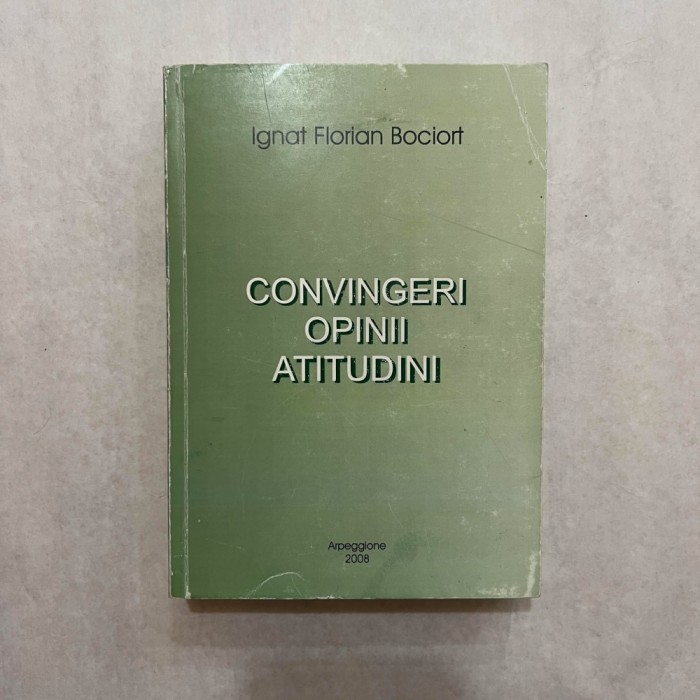 Ignat Florian Bociort
CONVINGERI
OPINII
ATITUDINI
Arpeggione
2008